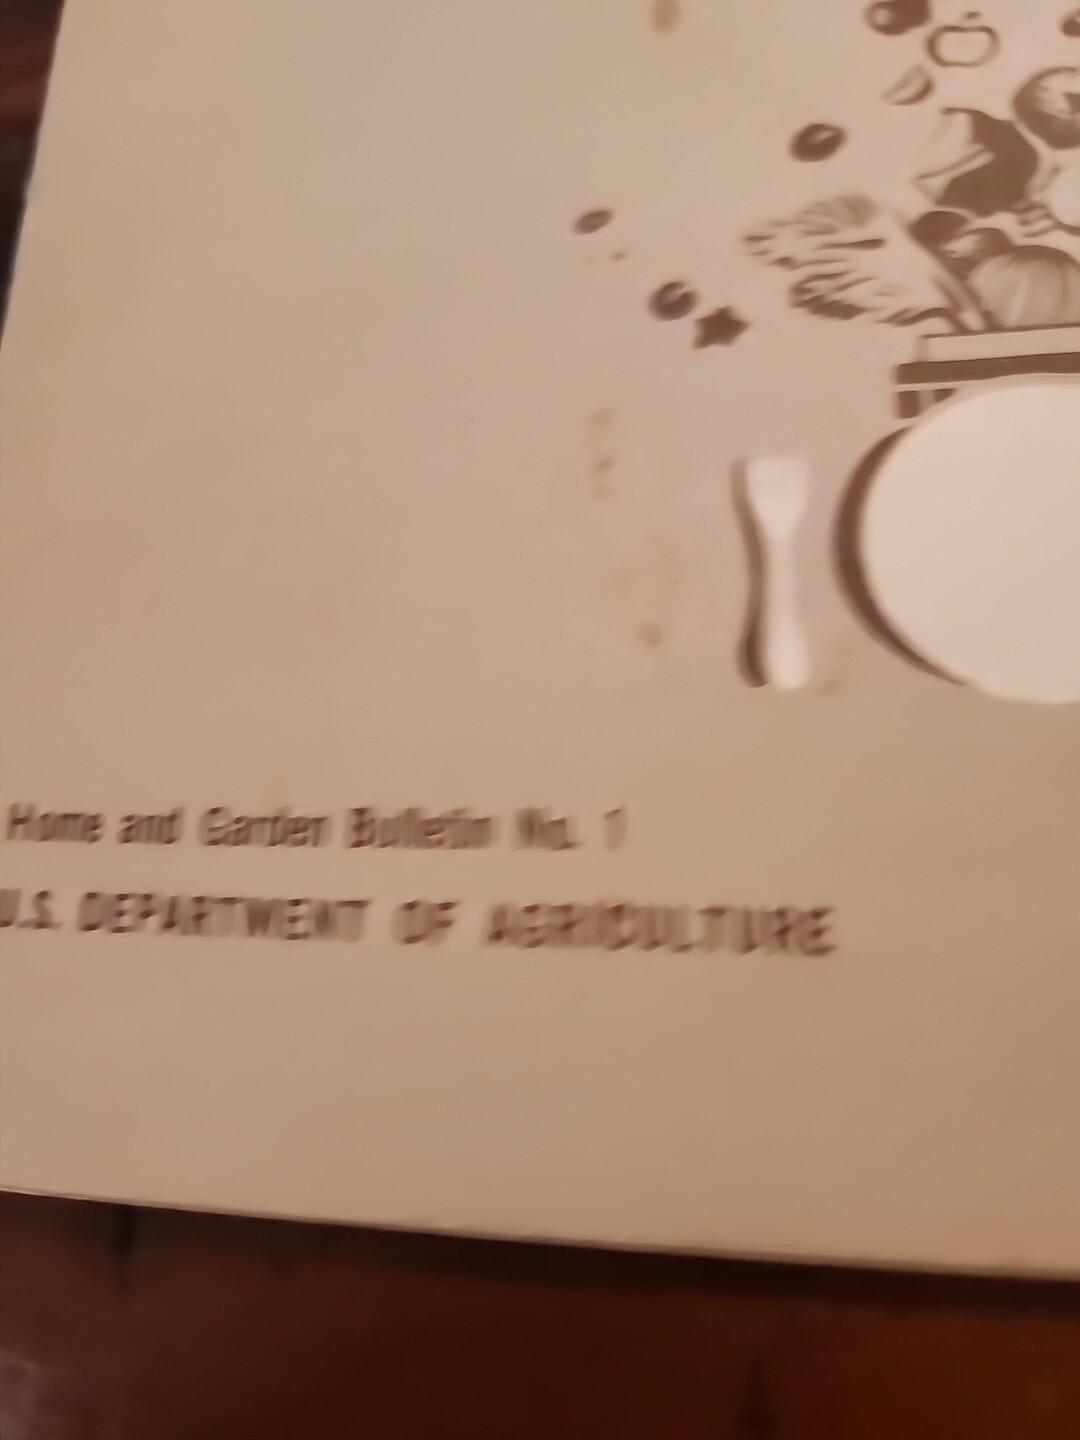 Home and Garden Bulletin No. 1
U.S. DEPARTMENT OF AGRICULTURE